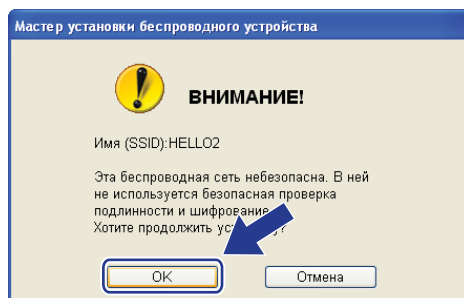 Мастер установки беспроводного устройства
ВНИМАНИЕ!
Имя (SSID):HELLO2
Эта беспроводная сеть небезопасна. В ней
не используется безопасная проверка
подлинности и шифрование
Хотите продолжить
OK
Отмена